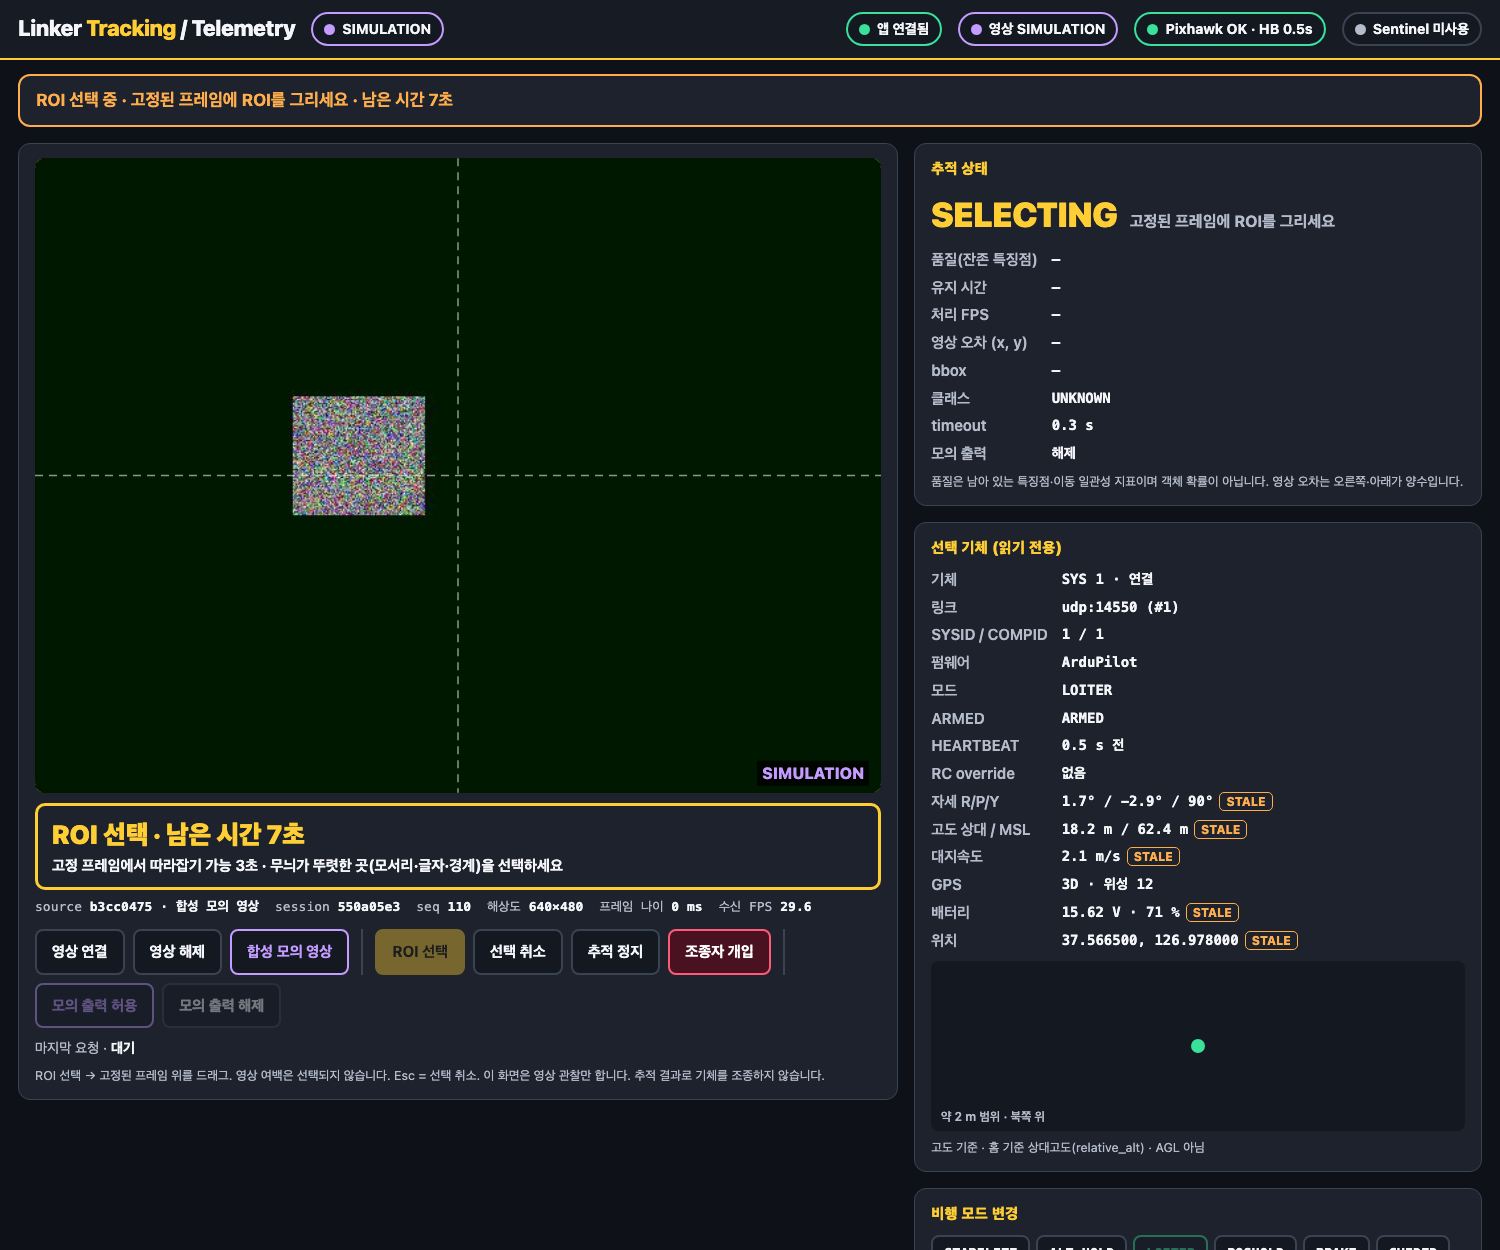 Linker Tracking / Telemetry
SIMULATION
앱 연결됨
영상 SIMULATION
Pixhawk OK · HB 0.5s
Sentinel 미사용
ROI 선택 중 · 고정된 프레임에 ROI를 그리세요 · 남은 시간 7초
SIMULATION
ROI 선택 · 남은 시간 7초
고정 프레임에서 따라잡기 가능 3초 · 무늬가 뚜렷한 곳(모서리·글자·경계)을 선택하세요
source b3cc0475 · 합성 모의 영상 session 550a05e3 seq 110 해상도 640×480 프레임 나이 0 ms 수신 FPS 29.6
영상 연결
영상 해제
합성 모의 영상
ROI 선택
선택 취소
추적 정지
조종자 개입
모의 출력 허용
모의 출력 해제
마지막 요청 · 대기
ROI 선택 → 고정된 프레임 위를 드래그. 영상 여백은 선택되지 않습니다. Esc = 선택 취소. 이 화면은 영상 관찰만 합니다. 추적 결과로 기체를 조종하지 않습니다.
추적 상태
SELECTING 고정된 프레임에 ROI를 그리세요
품질(잔존 특징점) —
유지 시간 —
처리 FPS —
영상 오차 (x, y) —
bbox —
클래스 UNKNOWN
timeout 0.3 s
모의 출력 해제
품질은 남아 있는 특징점·이동 일관성 지표이며 객체 확률이 아닙니다. 영상 오차는 오른쪽·아래가 양수입니다.
선택 기체 (읽기 전용)
기체 SYS 1 · 연결
링크 udp:14550 (#1)
SYSID / COMPID 1 / 1
펌웨어 ArduPilot
모드 LOITER
ARMED ARMED
HEARTBEAT 0.5 s 전
RC override 없음
자세 R/P/Y 1.7° / −2.9° / 90° STALE
고도 상대 / MSL 18.2 m / 62.4 m STALE
대지속도 2.1 m/s STALE
GPS 3D · 위성 12
배터리 15.62 V · 71 % STALE
위치 37.566500, 126.978000 STALE
약 2 m 범위 · 북쪽 위
고도 기준 · 홈 기준 상대고도(relative_alt) · AGL 아님
비행 모드 변경